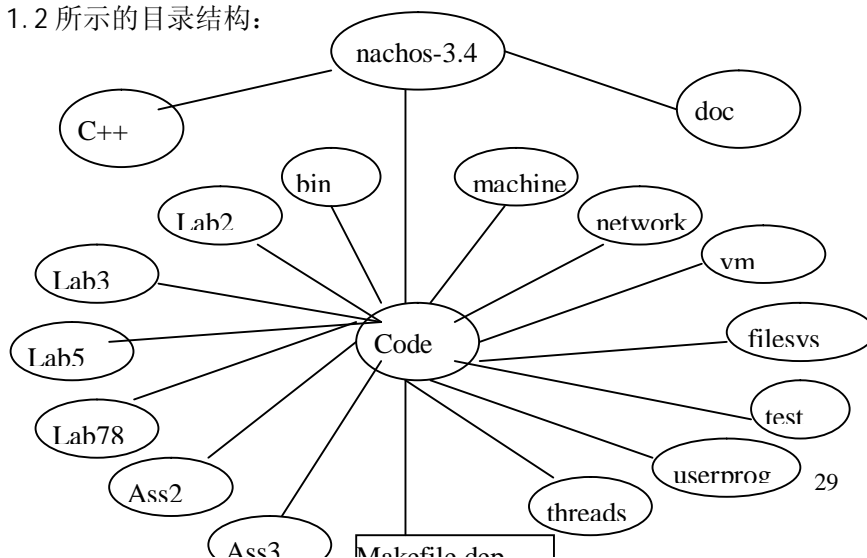 1.2 所示的目录结构：
nachos-3.4
C++
doc
bin
machine
Lab2
network
Lab3
vm
Code
Lab5
filesys
Lab78
test
Ass2
userprog
29
threads
Ass3
Makefile.dep